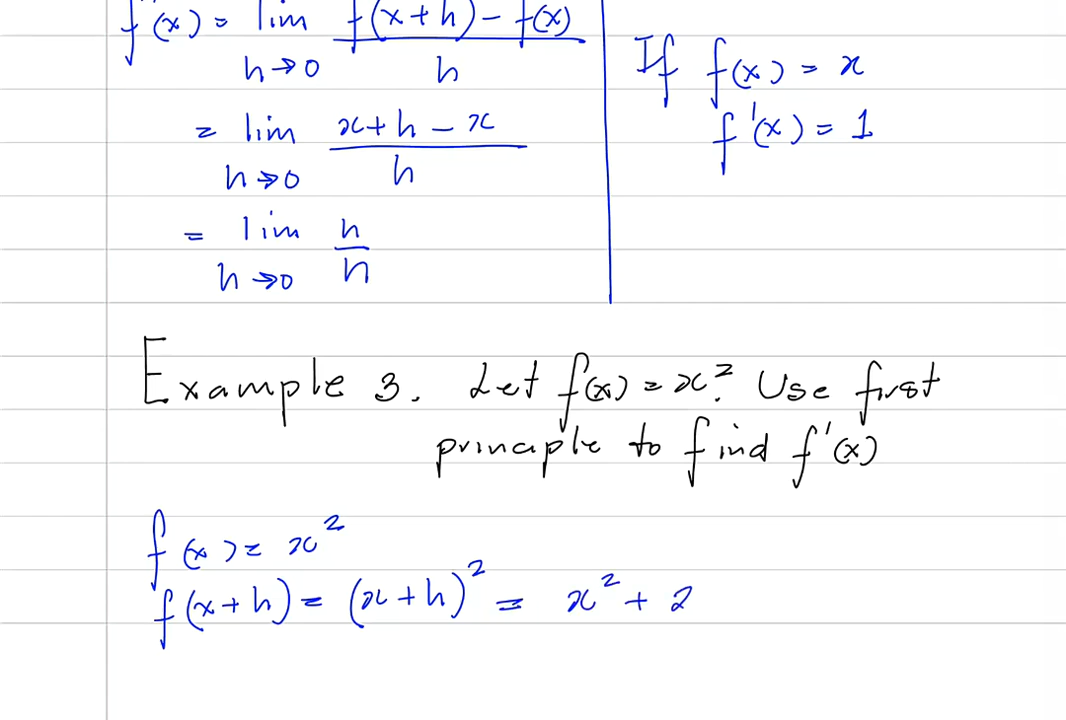 f'(x) = lim f(x+h) - f(x)
h→0 h
= lim x+h - x
h→0 h
= lim h
h→0 h
If f(x) = x
f'(x) = 1
Example 3. Let f(x) = x². Use first
principle to find f'(x)
f(x) = x²
f(x+h) = (x+h)² = x² + 2